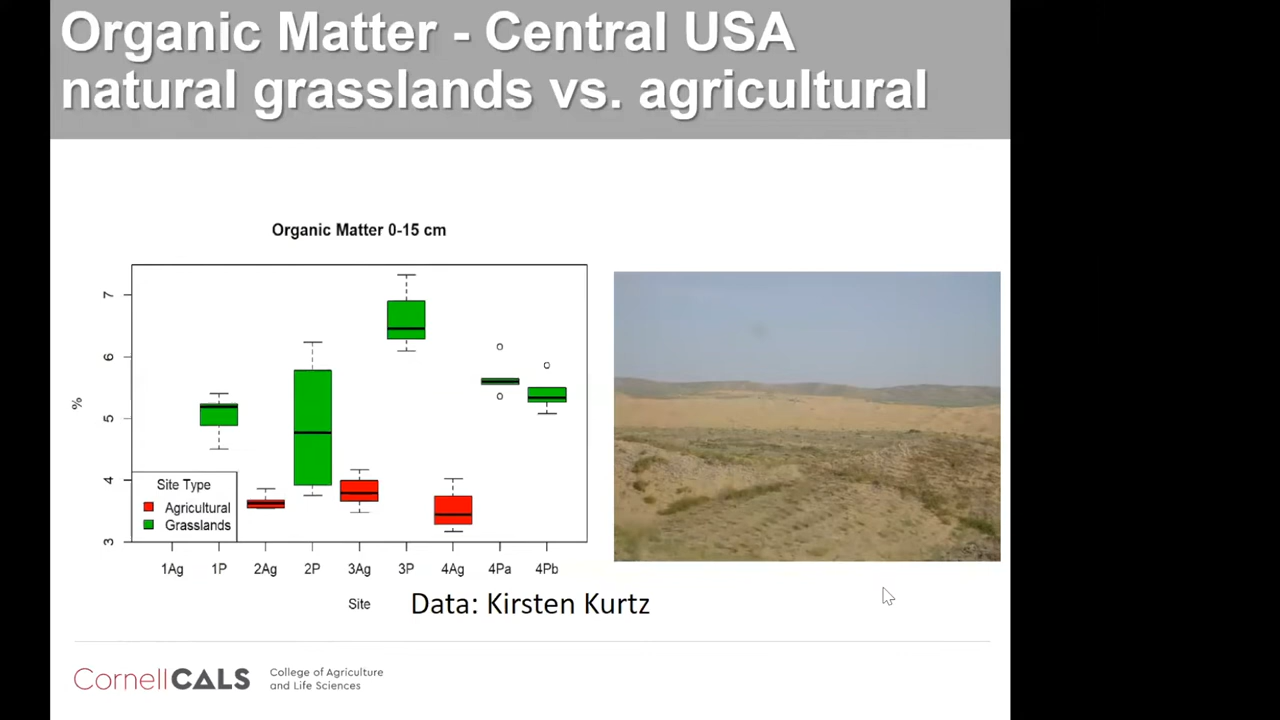 Organic Matter - Central USA
natural grasslands vs. agricultural
Organic Matter 0-15 cm
7
6
5
4
3
%
Site Type
Agricultural
Grasslands
1Ag 1P 2Ag 2P 3Ag 3P 4Ag 4Pa 4Pb
Site
Data: Kirsten Kurtz
CornellCALS
College of Agriculture
and Life Sciences